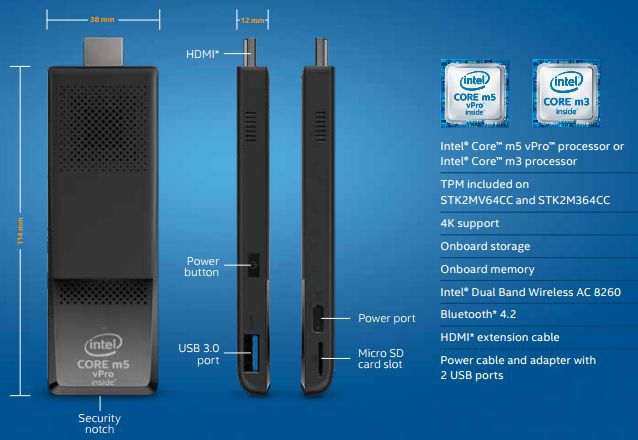 38 mm
12 mm
HDMI*
114 mm
Power
button
USB 3.0
port
Power port
Micro SD
card slot
Security
notch
intel
CORE m5
vPro
inside™
intel
CORE m5
vPro
inside™
intel
CORE m3
inside™
Intel® Core™ m5 vPro™ processor or
Intel® Core™ m3 processor
TPM included on
STK2MV64CC and STK2M364CC
4K support
Onboard storage
Onboard memory
Intel® Dual Band Wireless AC 8260
Bluetooth* 4.2
HDMI* extension cable
Power cable and adapter with
2 USB ports